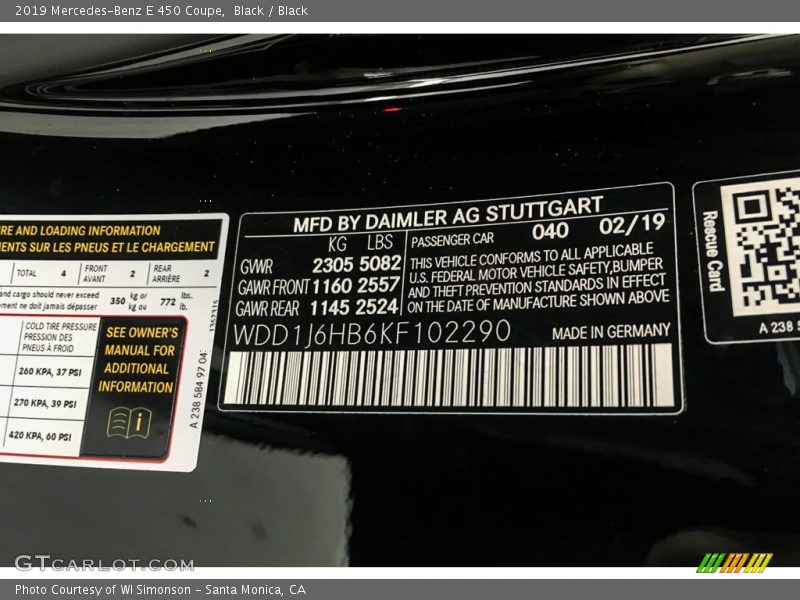 2019 Mercedes-Benz E 450 Coupe, Black / Black
RE AND LOADING INFORMATION
ENTS SUR LES PNEUS ET LE CHARGEMENT
TOTAL 4 FRONT AVANT 2 REAR ARRIÈRE 2
and cargo should never exceed 350 kg or 772 lbs.
ment ne doit jamais dépasser kg ou lb.
COLD TIRE PRESSURE
PRESSION DES
PNEUS À FROID
260 KPA, 37 PSI
270 KPA, 39 PSI
420 KPA, 60 PSI
SEE OWNER'S
MANUAL FOR
ADDITIONAL
INFORMATION
i
A 238 584 97 04
MFD BY DAIMLER AG STUTTGART
KG LBS PASSENGER CAR 040 02/19
GWR 2305 5082
GAWR FRONT 1160 2557
GAWR REAR 1145 2524
THIS VEHICLE CONFORMS TO ALL APPLICABLE
U.S. FEDERAL MOTOR VEHICLE SAFETY,BUMPER
AND THEFT PREVENTION STANDARDS IN EFFECT
ON THE DATE OF MANUFACTURE SHOWN ABOVE
WDD1J6HB6KF102290 MADE IN GERMANY
Rescue Card
A 238 5
GTcarlot.com
Photo Courtesy of WI Simonson - Santa Monica, CA